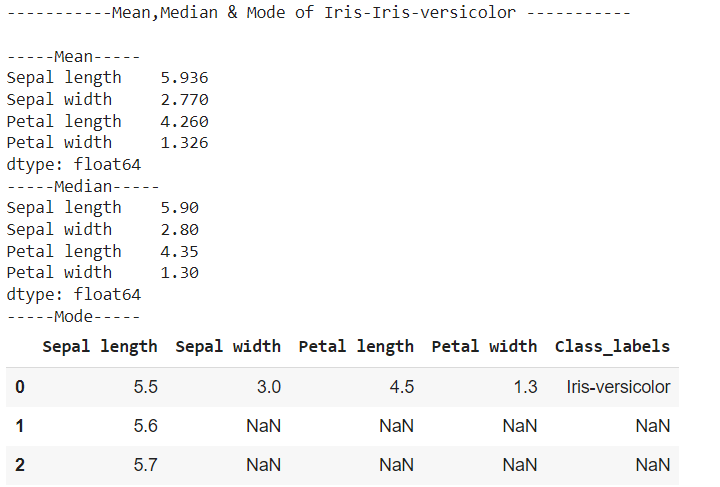 -----------Mean,Median & Mode of Iris-Iris-versicolor -----------
-----Mean-----
Sepal length    5.936
Sepal width     2.770
Petal length    4.260
Petal width     1.326
dtype: float64
-----Median-----
Sepal length    5.90
Sepal width     2.80
Petal length    4.35
Petal width     1.30
dtype: float64
-----Mode-----
Sepal length Sepal width Petal length Petal width Class_labels
0 5.5 3.0 4.5 1.3 Iris-versicolor
1 5.6 NaN NaN NaN NaN
2 5.7 NaN NaN NaN NaN